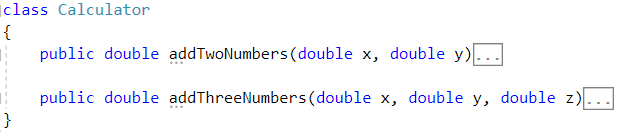 class Calculator
{
public double addTwoNumbers(double x, double y)...
public double addThreeNumbers(double x, double y, double z)...
}